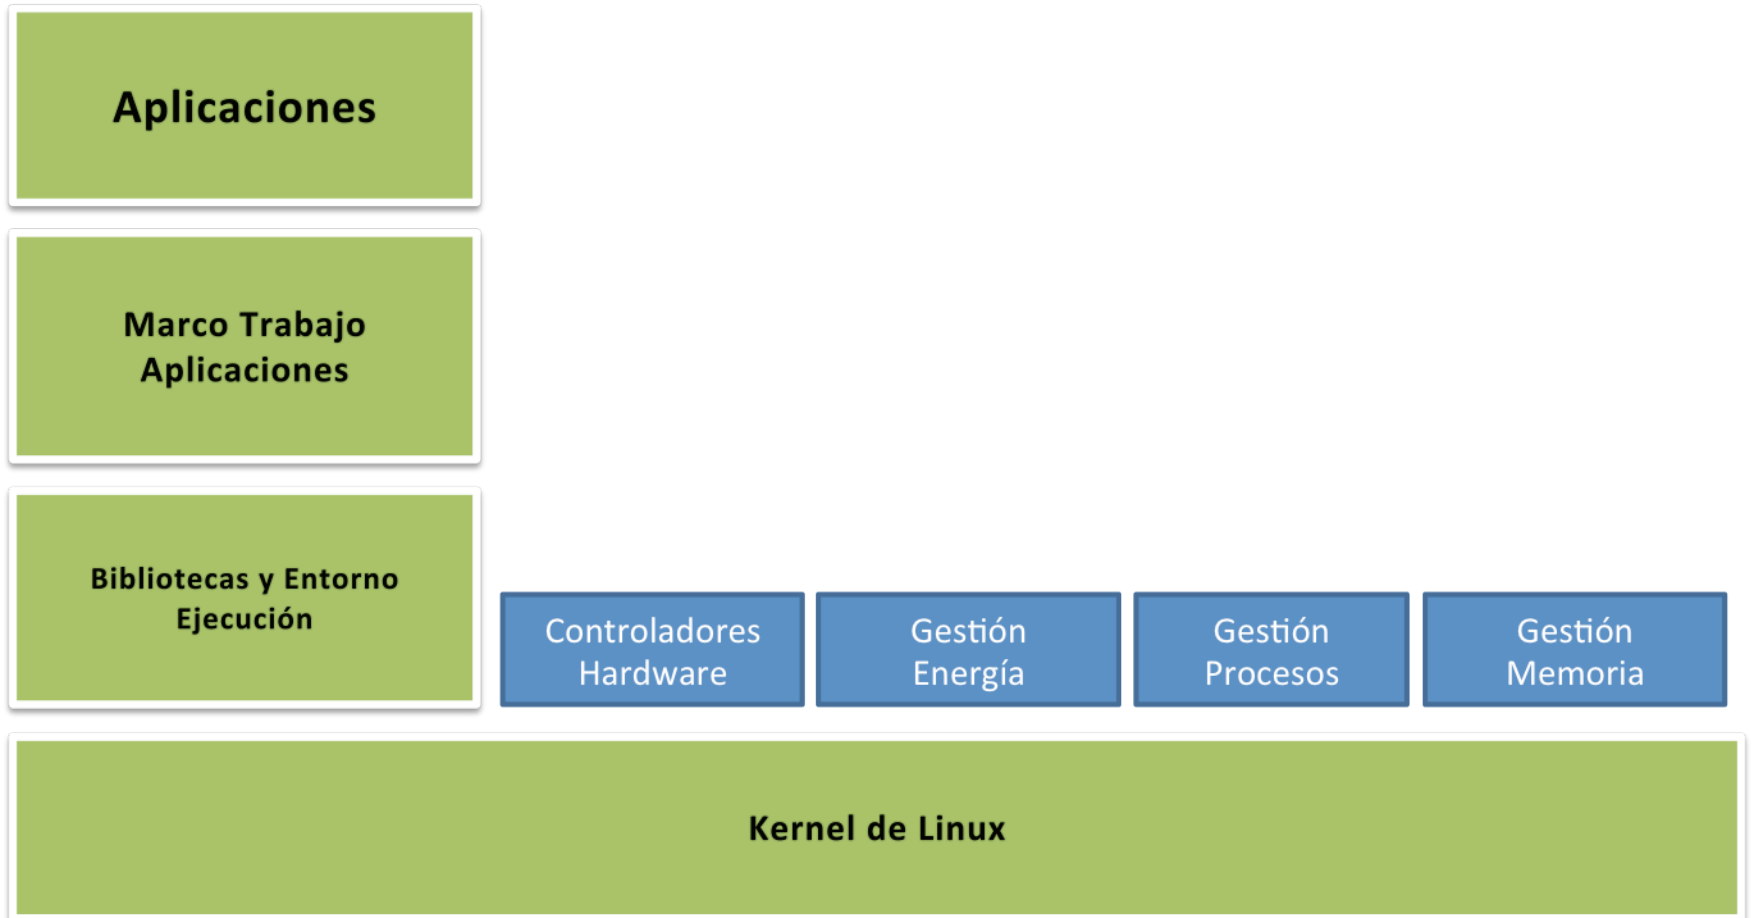 Aplicaciones
Marco Trabajo
Aplicaciones
Bibliotecas y Entorno
Ejecución
Controladores
Hardware
Gestión
Energía
Gestión
Procesos
Gestión
Memoria
Kernel de Linux